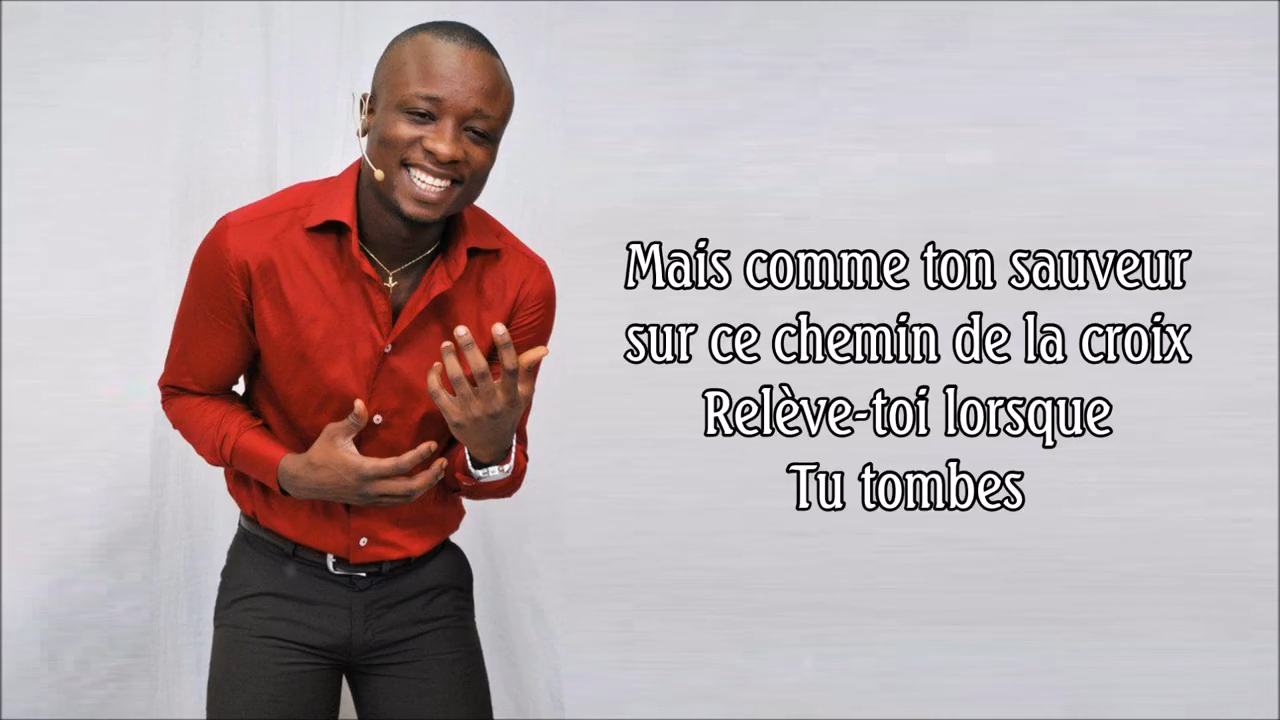 Mais comme ton sauveur
sur ce chemin de la croix
Relève-toi lorsque
Tu tombes